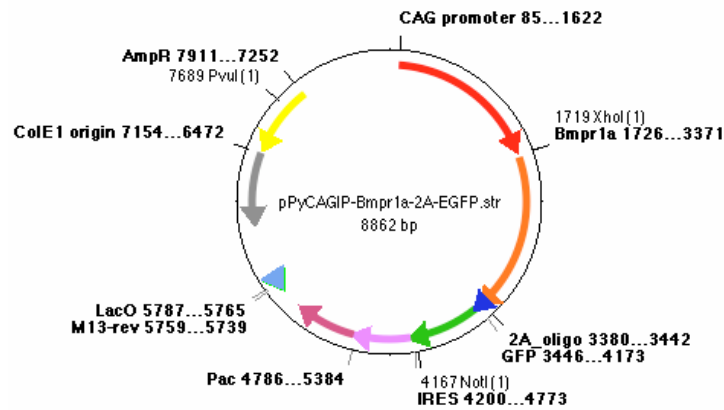 CAG promoter 85...1622
AmpR 7911...7252
7689 PvuI (1)
1719 XhoI (1)
Bmpr1a 1726...3371
ColE1 origin 7154...6472
pPyCAGIP-Bmpr1a-2A-EGFP.str
8862 bp
LacO 5787...5765
M13-rev 5759...5739
2A_oligo 3380...3442
GFP 3446...4173
Pac 4786...5384
4167 NotI (1)
IRES 4200...4773